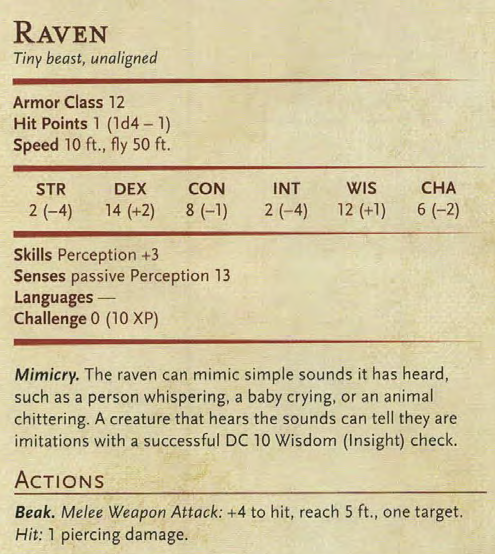 RAVEN
Tiny beast, unaligned
Armor Class 12
Hit Points 1 (1d4 – 1)
Speed 10 ft., fly 50 ft.
STR DEX CON INT WIS CHA
2 (–4) 14 (+2) 8 (–1) 2 (–4) 12 (+1) 6 (–2)
Skills Perception +3
Senses passive Perception 13
Languages —
Challenge 0 (10 XP)
Mimicry. The raven can mimic simple sounds it has heard,
such as a person whispering, a baby crying, or an animal
chittering. A creature that hears the sounds can tell they are
imitations with a successful DC 10 Wisdom (Insight) check.
ACTIONS
Beak. Melee Weapon Attack: +4 to hit, reach 5 ft., one target.
Hit: 1 piercing damage.